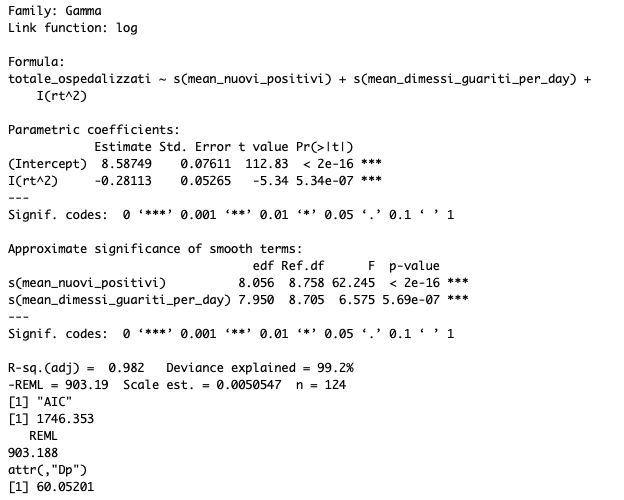 Family: Gamma
Link function: log

Formula:
totale_ospedalizzati ~ s(mean_nuovi_positivi) + s(mean_dimessi_guariti_per_day) +
    I(rt^2)

Parametric coefficients:
            Estimate Std. Error t value Pr(>|t|)
(Intercept)  8.58749    0.07611  112.83  < 2e-16 ***
I(rt^2)     -0.28113    0.05265   -5.34 5.34e-07 ***
---
Signif. codes:  0 ‘***’ 0.001 ‘**’ 0.01 ‘*’ 0.05 ‘.’ 0.1 ‘ ’ 1

Approximate significance of smooth terms:
                                 edf Ref.df      F  p-value
s(mean_nuovi_positivi)         8.056  8.758 62.245  < 2e-16 ***
s(mean_dimessi_guariti_per_day) 7.950  8.705  6.575 5.69e-07 ***
---
Signif. codes:  0 ‘***’ 0.001 ‘**’ 0.01 ‘*’ 0.05 ‘.’ 0.1 ‘ ’ 1

R-sq.(adj) =  0.982   Deviance explained = 99.2%
-REML = 903.19  Scale est. = 0.0050547  n = 124
[1] "AIC"
[1] 1746.353
   REML
903.188
attr(,"Dp")
[1] 60.05201